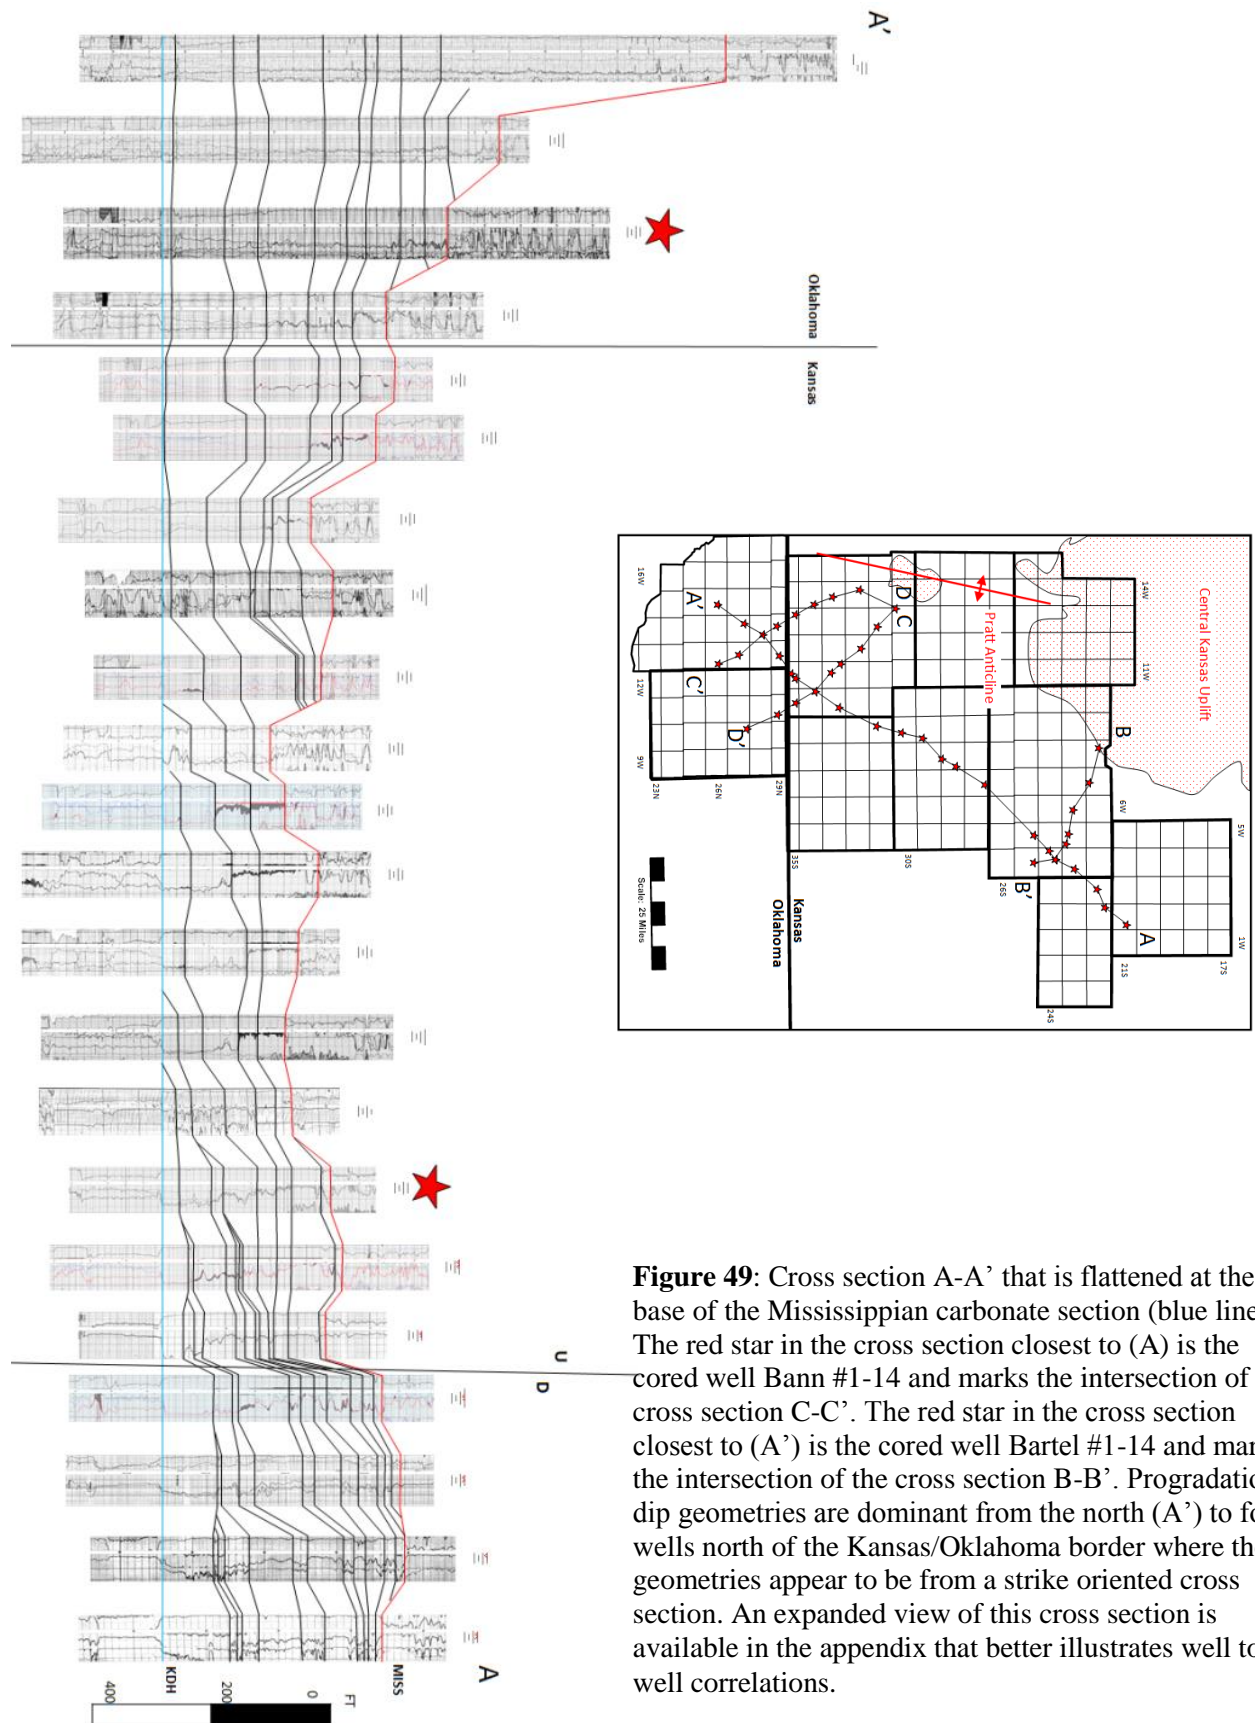 A'
Oklahoma
Kansas
U
D
A
KDH
MISS
400
200
0
FT
Central Kansas Uplift
Pratt Anticline
14W
11W
16W
12W
9W
6W
5W
1W
17S
21S
24S
26S
30S
35S
29N
26N
23N
A'
C'
D'
D
C
B
B'
A
Kansas
Oklahoma
Scale: 25 Miles
Figure 49: Cross section A-A’ that is flattened at the
base of the Mississippian carbonate section (blue line
The red star in the cross section closest to (A) is the
cored well Bann #1-14 and marks the intersection of
cross section C-C’. The red star in the cross section
closest to (A’) is the cored well Bartel #1-14 and mar
the intersection of the cross section B-B’. Progradatio
dip geometries are dominant from the north (A’) to fo
wells north of the Kansas/Oklahoma border where the
geometries appear to be from a strike oriented cross
section. An expanded view of this cross section is
available in the appendix that better illustrates well to
well correlations.